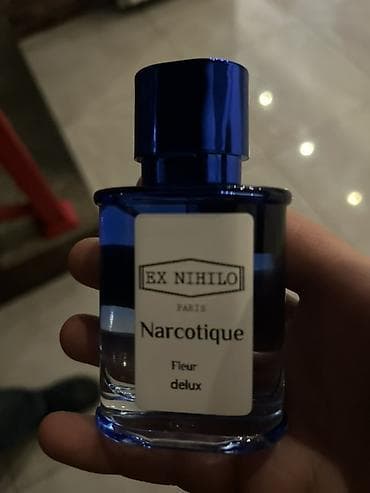 EX NIHILO
PARIS
Narcotique
Fleur
delux